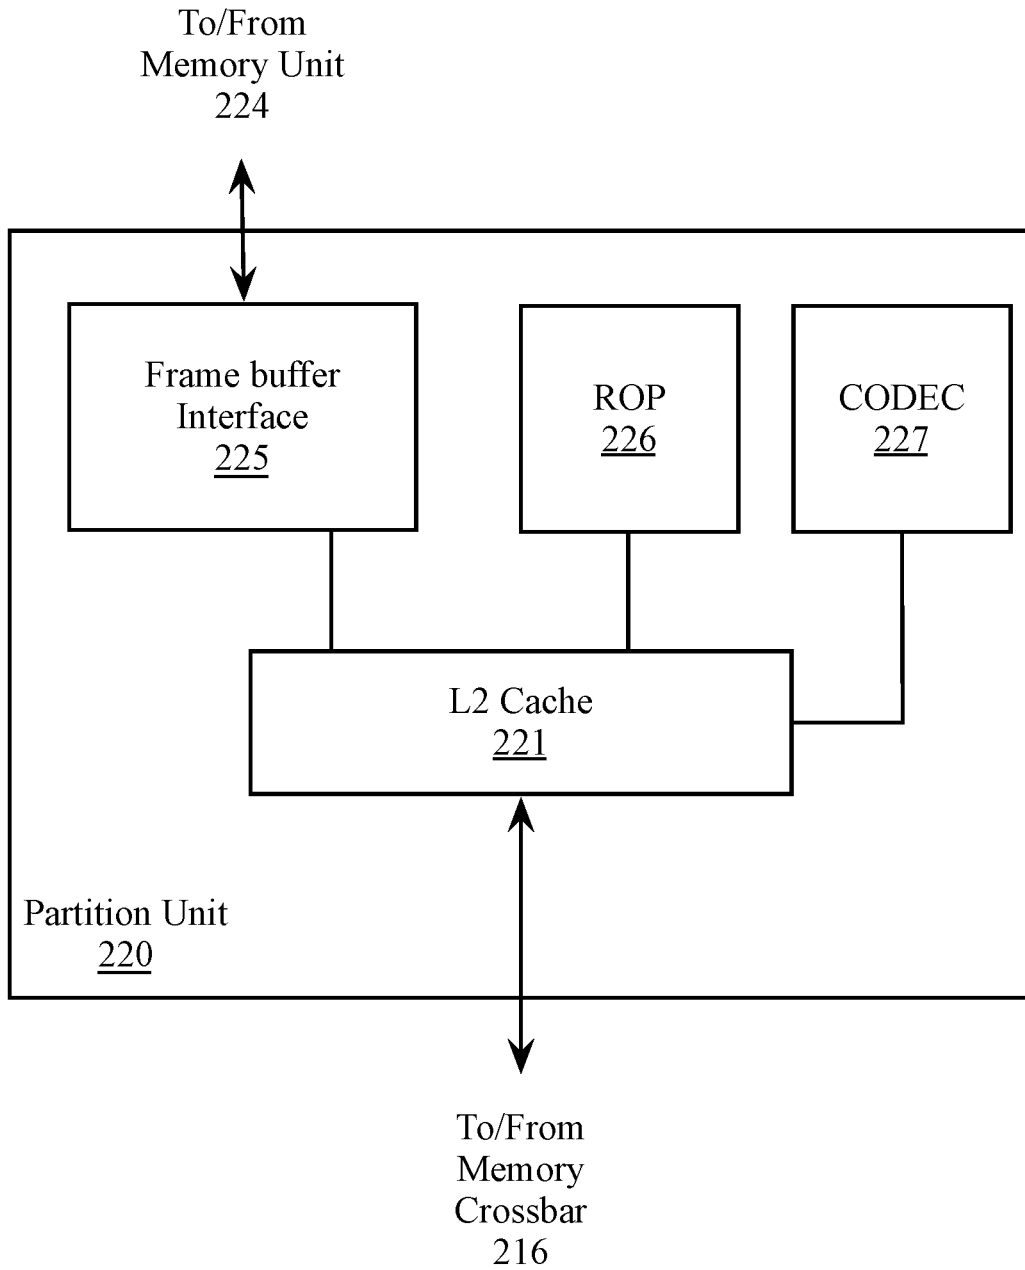 To/From
Memory Unit
224
Frame buffer
Interface
225
ROP
226
CODEC
227
L2 Cache
221
Partition Unit
220
To/From
Memory
Crossbar
216